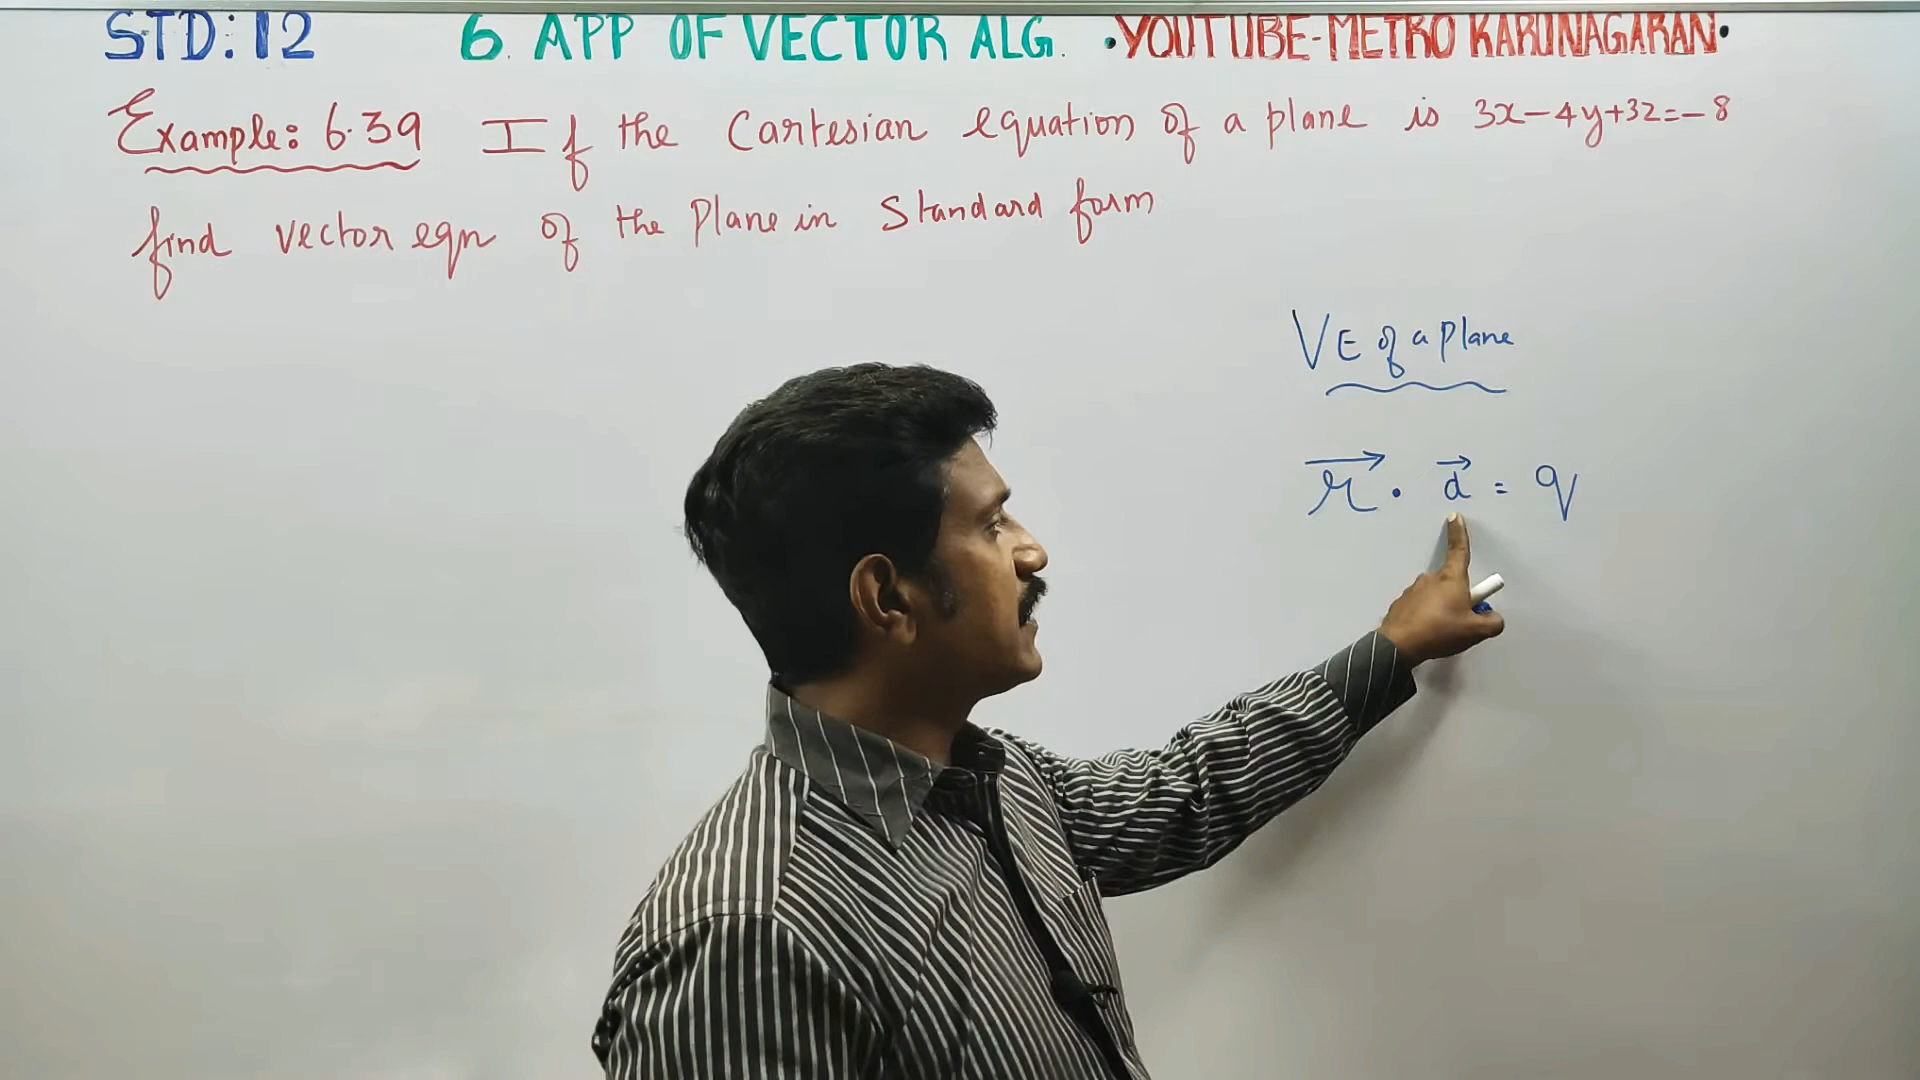 STD: 12 6. APP OF VECTOR ALG. •YOUTUBE-METRO KARUNAGARAN•
Example: 6.39 If the Cartesian equation of a plane is 3x-4y+3z=-8
find vector eqn of the plane in standard form
VE of a plane
r⃗ . d⃗ = q